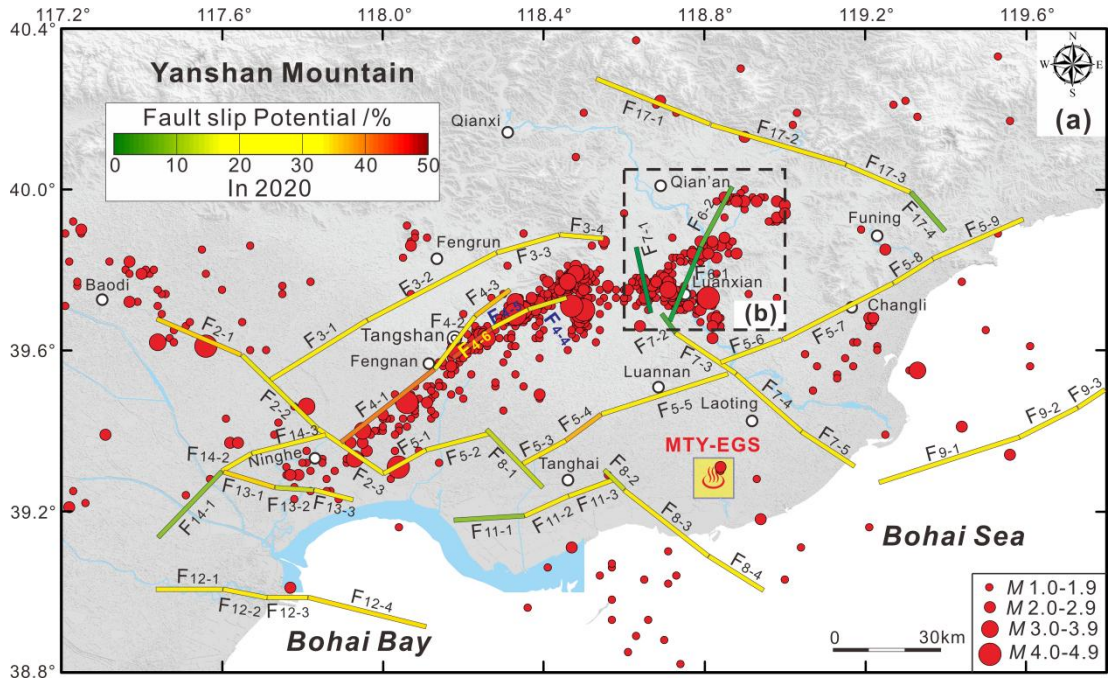 117.2 117.6 118.0 118.4 118.8 119.2 119.6
40.4
40.0
39.6
39.2
38.8
Yanshan Mountain
Fault slip Potential /%
0 10 20 30 40 50
In 2020
(a)
N
W E
S
Qianxi
F17-1
F17-2
F17-3
F17-4
Qian'an
F6-2
F7-1
F6-1
Luanxian
(b)
Funing
F5-9
F5-8
Changli
F5-7
F5-6
Fengrun
F3-4
F3-3
F3-2
F3-1
Baodi
F2-1
F2-2
F2-3
Tangshan
F4-3
F4-2
F4-6
F4-4
Fengnan
F4-1
F7-2
F7-3
F7-4
F7-5
Luannan
Laoting
F5-5
F5-4
F5-3
F5-2
F5-1
F8-1
F14-3
F14-2
Ninghe
F14-1
F13-1
F13-2
F13-3
Tanghai
F8-2
F11-3
F11-2
F11-1
F8-3
F8-4
MTY-EGS
F9-3
F9-2
F9-1
F12-1
F12-2
F12-3
F12-4
Bohai Bay
Bohai Sea
0 30km
M 1.0-1.9
M 2.0-2.9
M 3.0-3.9
M 4.0-4.9